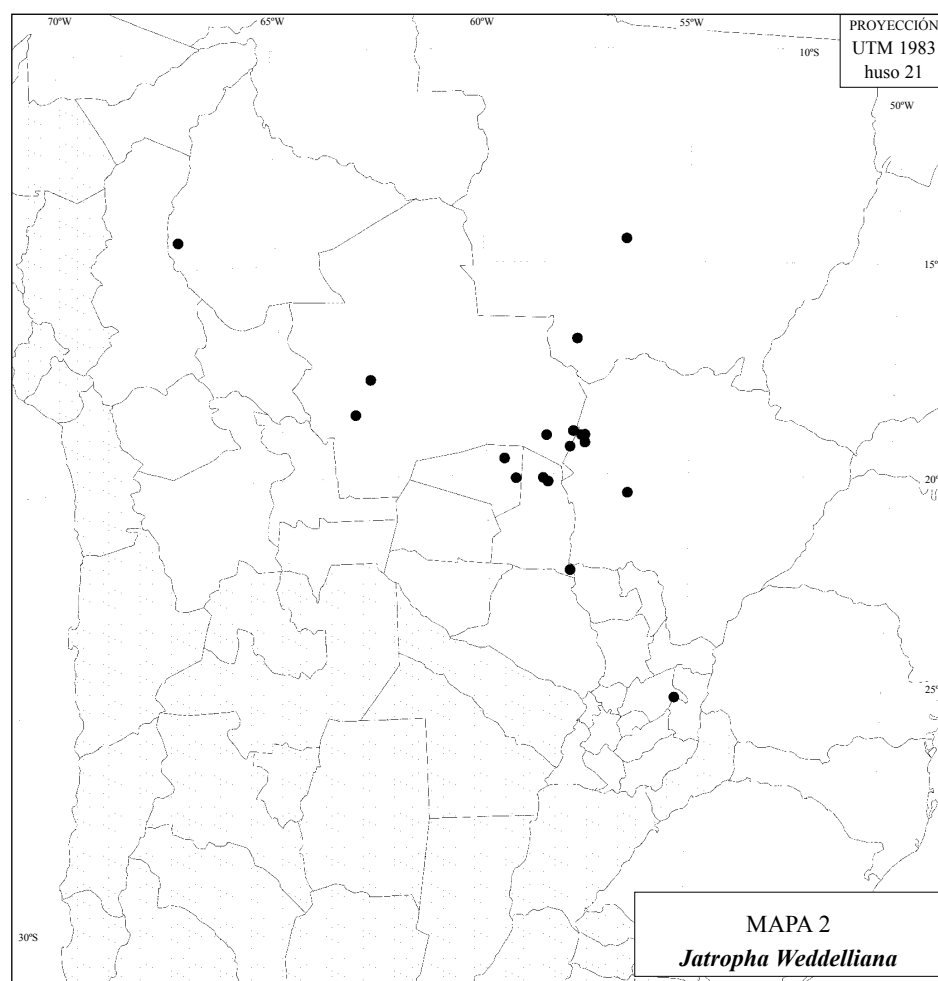 70ºW 65ºW 60ºW 55ºW
PROYECCIÓN
UTM 1983
huso 21
10ºS
50ºW
15º
20º
25º
30ºS
MAPA 2
Jatropha Weddelliana